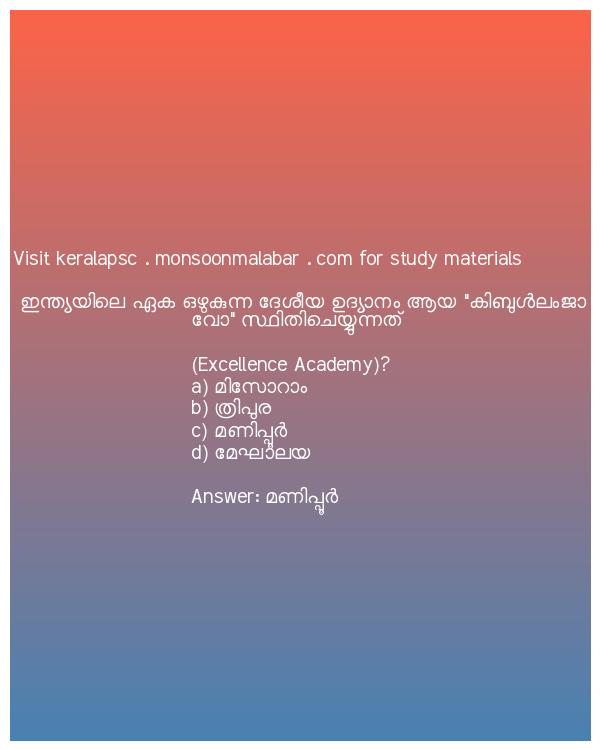 Visit keralapsc . monsoonmalabar . com for study materials
ഇന്ത്യയിലെ ഏക ഒഴുകുന്ന ദേശീയ ഉദ്യാനം ആയ "കിബുൾലംജാ
വോ" സ്ഥിതിചെയ്യുന്നത്
(Excellence Academy)?
a) മിസോറാം
b) ത്രിപുര
c) മണിപ്പൂർ
d) മേഘാലയ
Answer: മണിപ്പൂർ